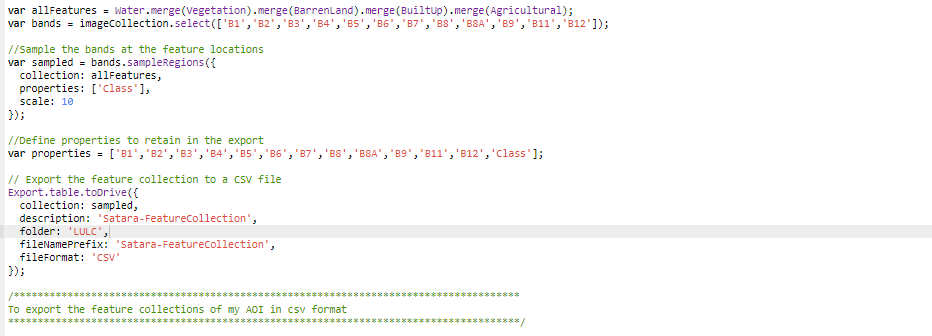 var allFeatures = Water.merge(Vegetation).merge(BarrenLand).merge(BuiltUp).merge(Agricultural);
var bands = imageCollection.select(['B1','B2','B3','B4','B5','B6','B7','B8','B8A','B9','B11','B12']);
//Sample the bands at the feature locations
var sampled = bands.sampleRegions({
collection: allFeatures,
properties: ['Class'],
scale: 10
});
//Define properties to retain in the export
var properties = ['B1','B2','B3','B4','B5','B6','B7','B8','B8A','B9','B11','B12','Class'];
// Export the feature collection to a CSV file
Export.table.toDrive({
collection: sampled,
description: 'Satara-FeatureCollection',
folder: 'LULC',
fileNamePrefix: 'Satara-FeatureCollection',
fileFormat: 'CSV'
});
/*************************************************************************************
To export the feature collections of my AOI in csv format
*************************************************************************************/